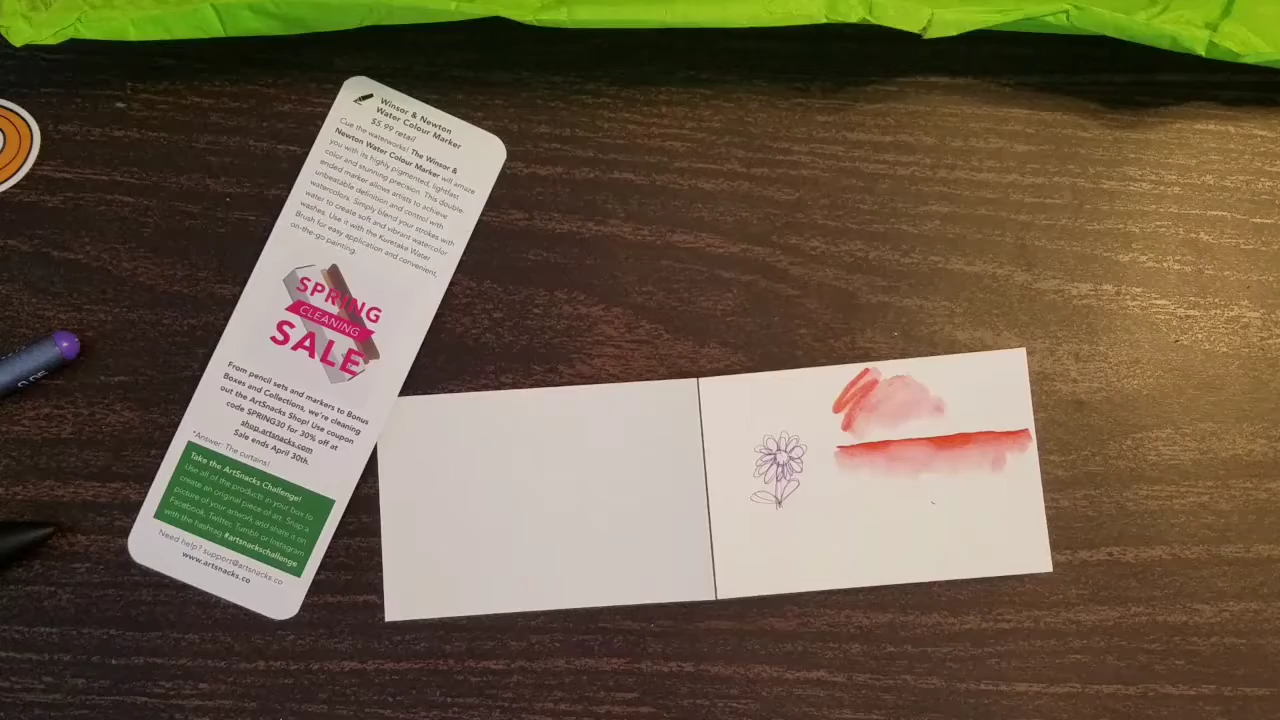 Winsor & Newton
Water Colour Marker
$5.99 retail
Cue the waterworks! The Winsor &
Newton Water Colour Marker will amaze
you with its highly pigmented, lightfast
color and stunning precision. This double-
ended marker allows artists to achieve
unbeatable definition and control with
watercolors. Simply blend your strokes with
water to create soft and vibrant watercolor
washes. Use it with the Kuretake Water
Brush for easy application and convenient,
on-the-go painting.
SPRING
CLEANING
SALE
From pencil sets and markers to Bonus
Boxes and Collections, we're cleaning
out the ArtSnacks Shop! Use coupon
code SPRING30 for 30% off at
shop.artsnacks.com
Sale ends April 30th.
*Answer: The curtains!
Take the ArtSnacks Challenge!
Use all of the products in your box to
create an original piece of art. Snap a
picture of your artwork and share it on
Facebook, Twitter, Tumblr or Instagram
with the hashtag #artsnackschallenge
Need help? support@artsnacks.co
www.artsnacks.co
0.05